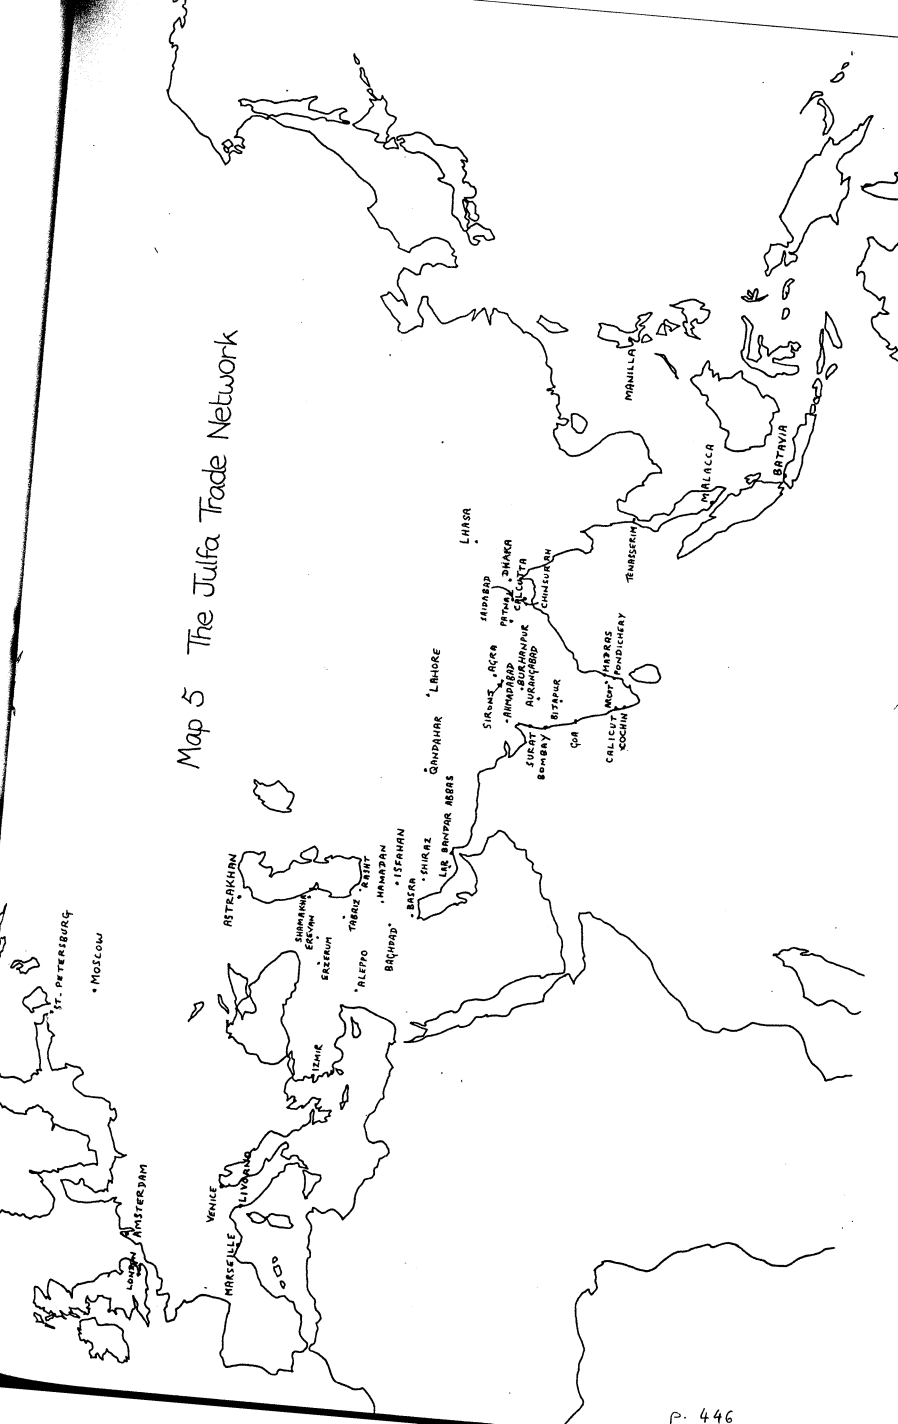 Map 5 The Julfa Trade Network
ST. PETERSBURG
MOSCOW
AMSTERDAM
LONDON
VENICE
LIVORNO
MARSEILLE
ASTRAKHAN
SHAMAKHA
EREVAN
ERZERUM
TABRIZ
RASHT
IZMIR
ALEPPO
BAGHDAD
HAMADAN
ISFAHAN
BASRA
SHIRAZ
LAR
BANDAR ABBAS
QANDAHAR
LAHORE
LHASA
AGRA
SIRONJ
AHMADABAD
BURHANPUR
AURANGABAD
SAIDABAD
PATNA
DHAKA
CALCUTTA
CHINSURAH
SURAT
BOMBAY
BIJAPUR
GOA
CALICUT
COCHIN
ARCOT
MADRAS
PONDICHERY
TENASSERIM
MALACCA
BATAVIA
MANILLA
p. 446